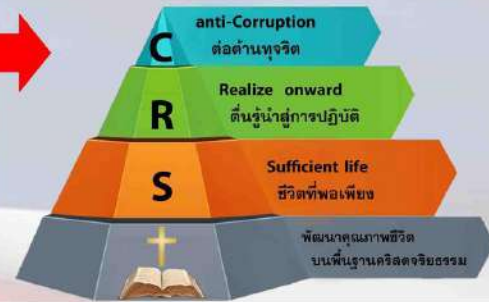 C
anti-Corruption
ต่อต้านทุจริต
R
Realize onward
ตื่นรู้นำสู่การปฏิบัติ
S
Sufficient life
ชีวิตที่พอเพียง
พัฒนาคุณภาพชีวิต
บนพื้นฐานคริสตจริยธรรม